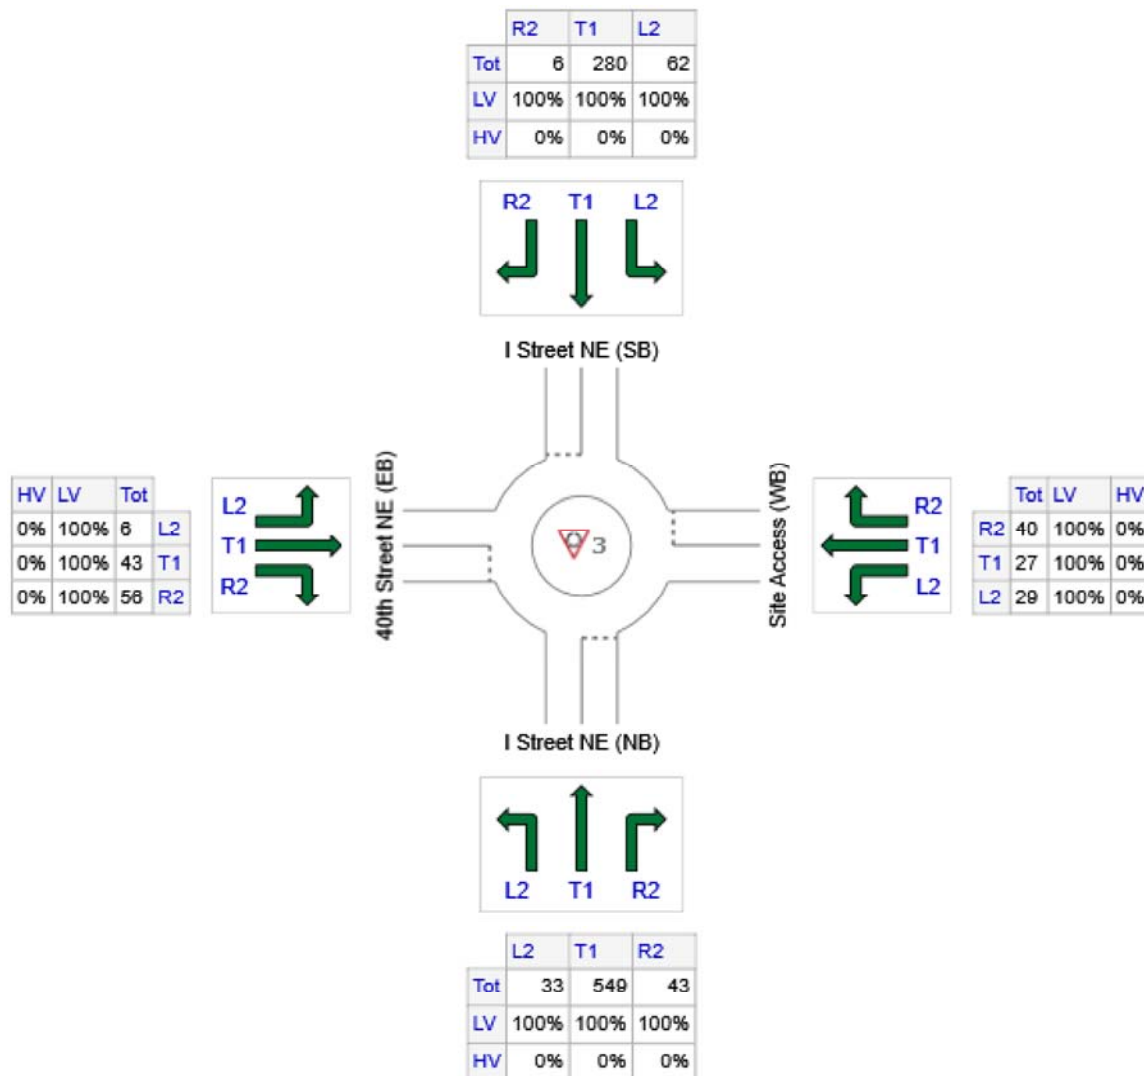 R2 T1 L2
Tot 6 280 62
LV 100% 100% 100%
HV 0% 0% 0%
R2 T1 L2
I Street NE (SB)
40th Street NE (EB)
Site Access (WB)
HV LV Tot
0% 100% 6 L2
0% 100% 43 T1
0% 100% 56 R2
L2
T1
R2
3
R2
T1
L2
Tot LV HV
R2 40 100% 0%
T1 27 100% 0%
L2 29 100% 0%
I Street NE (NB)
L2 T1 R2
L2 T1 R2
Tot 33 549 43
LV 100% 100% 100%
HV 0% 0% 0%